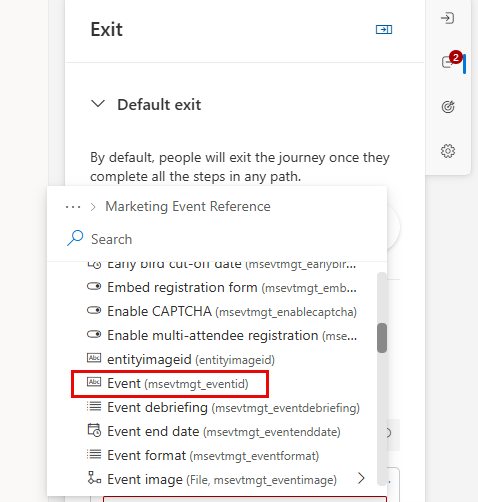 Exit
2
Default exit
By default, people will exit the journey once they
complete all the steps in any path.
... > Marketing Event Reference
Search
Early bird cut-off date (msevtmgt_earlybir...
Embed registration form (msevtmgt_emb...
Enable CAPTCHA (msevtmgt_enablecaptcha)
Enable multi-attendee registration (mse...
Abc entityimageid (entityimageid)
Abc Event (msevtmgt_eventid)
Event debriefing (msevtmgt_eventdebriefing)
Event end date (msevtmgt_eventenddate)
Event format (msevtmgt_eventformat)
Event image (File, msevtmgt_eventimage)